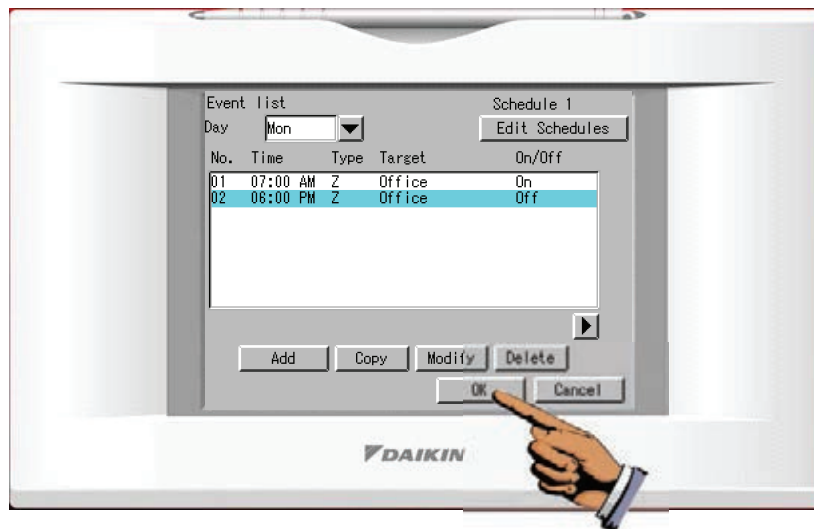 Event list Schedule 1
Day Mon Edit Schedules
No. Time Type Target On/Off
01 07:00 AM Z Office On
02 06:00 PM Z Office Off
Add Copy Modify Delete
OK Cancel
DAIKIN